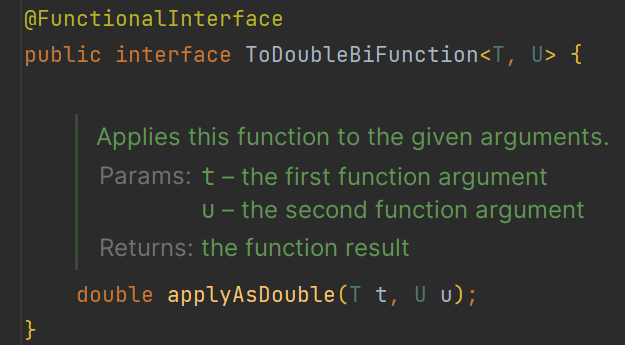 @FunctionalInterface
public interface ToDoubleBiFunction<T, U> {
Applies this function to the given arguments.
Params: t – the first function argument
u – the second function argument
Returns: the function result
double applyAsDouble(T t, U u);
}